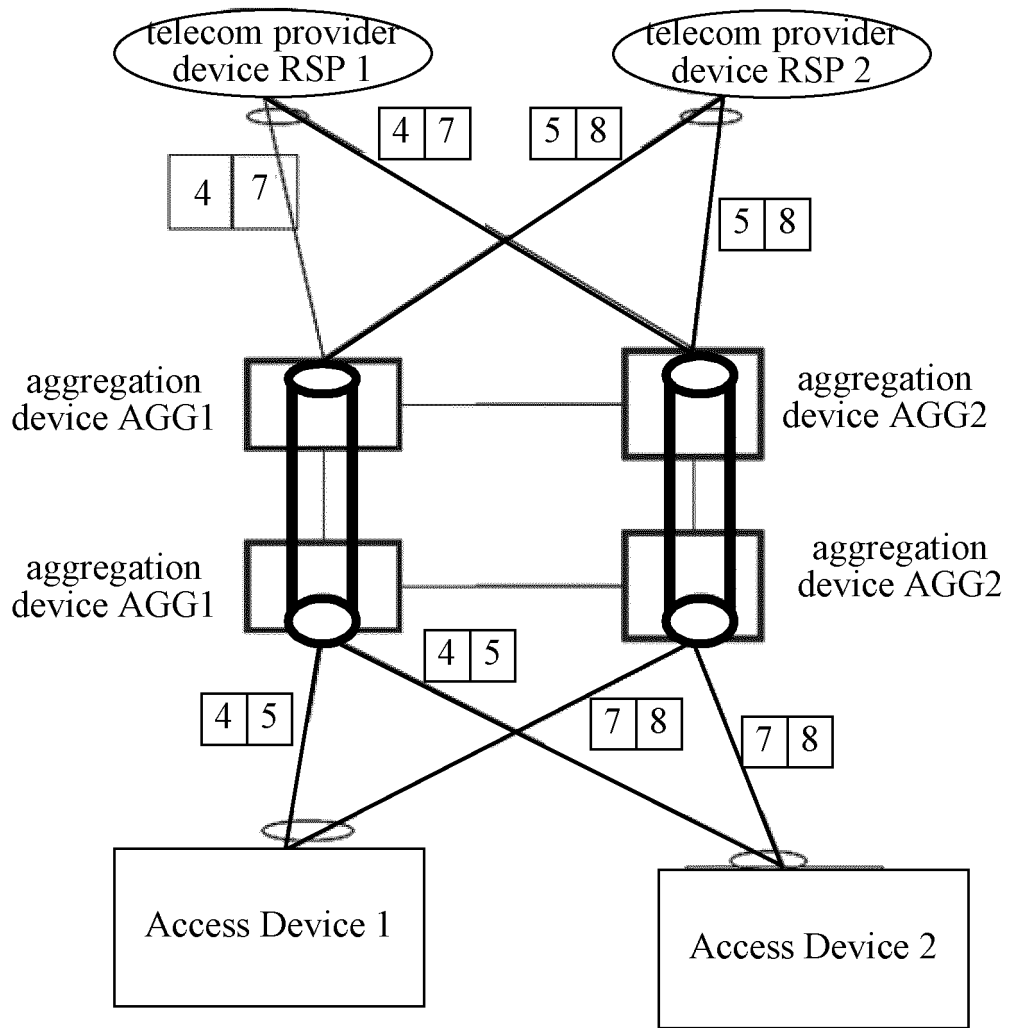 telecom provider
device RSP 1
telecom provider
device RSP 2
4 7
5 8
4 7
5 8
aggregation
device AGG1
aggregation
device AGG2
aggregation
device AGG1
aggregation
device AGG2
4 5
4 5
7 8
7 8
Access Device 1
Access Device 2